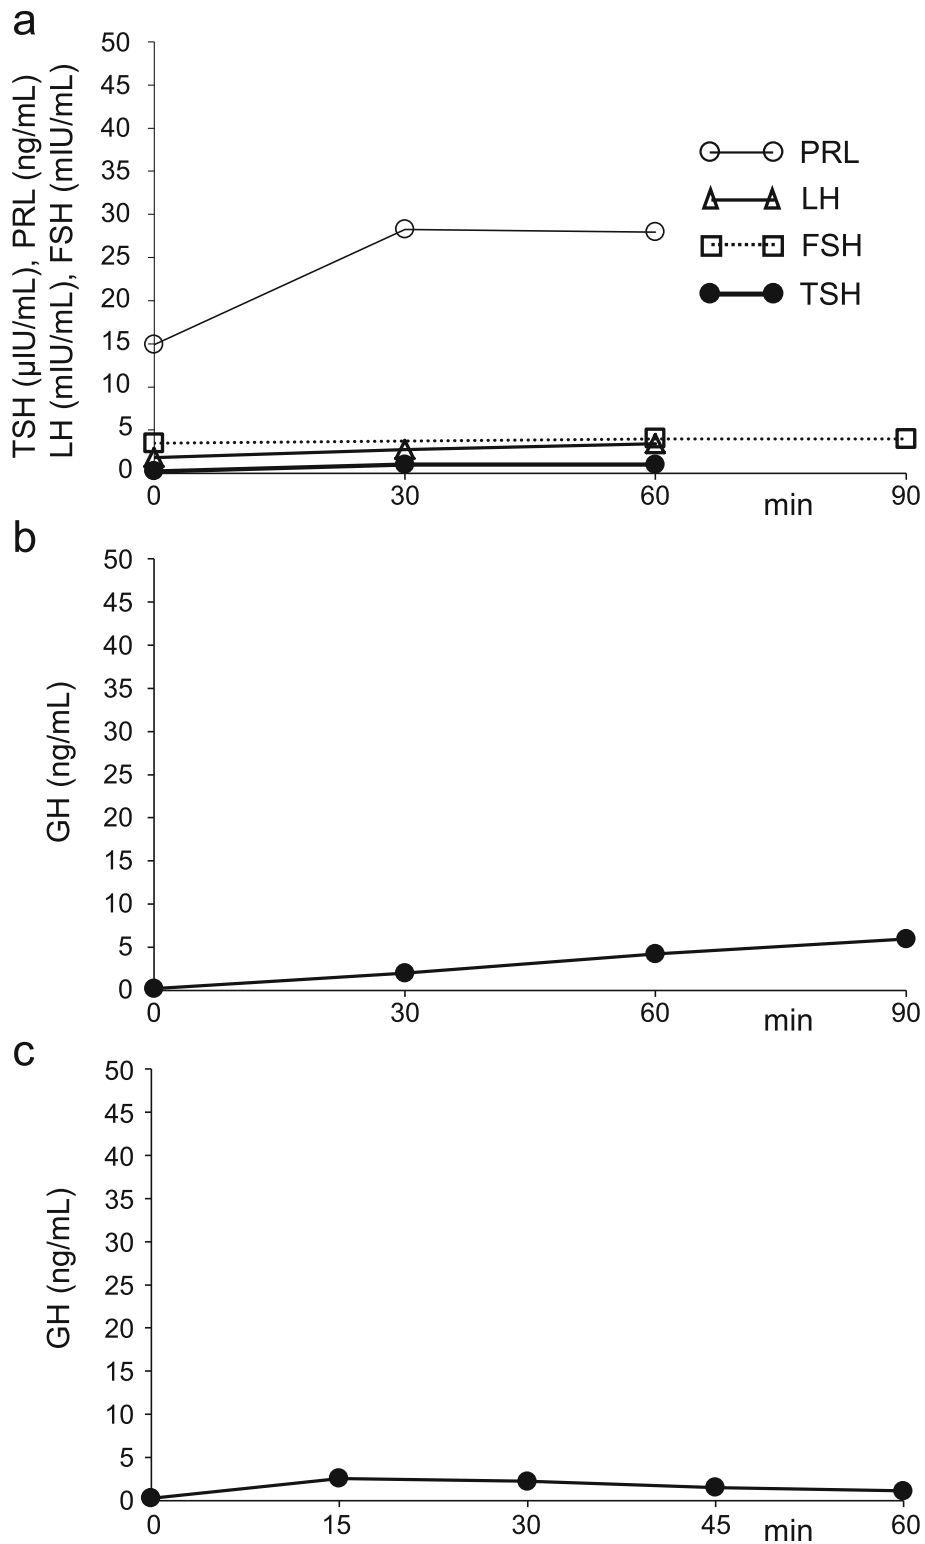 a
TSH (μIU/mL), PRL (ng/mL)
LH (mIU/mL), FSH (mIU/mL)
50
45
40
35
30
25
20
15
10
5
0
PRL
LH
FSH
TSH
0 30 60 min 90
b
GH (ng/mL)
50
45
40
35
30
25
20
15
10
5
0
0 30 60 min 90
c
GH (ng/mL)
50
45
40
35
30
25
20
15
10
5
0
0 15 30 45 min 60